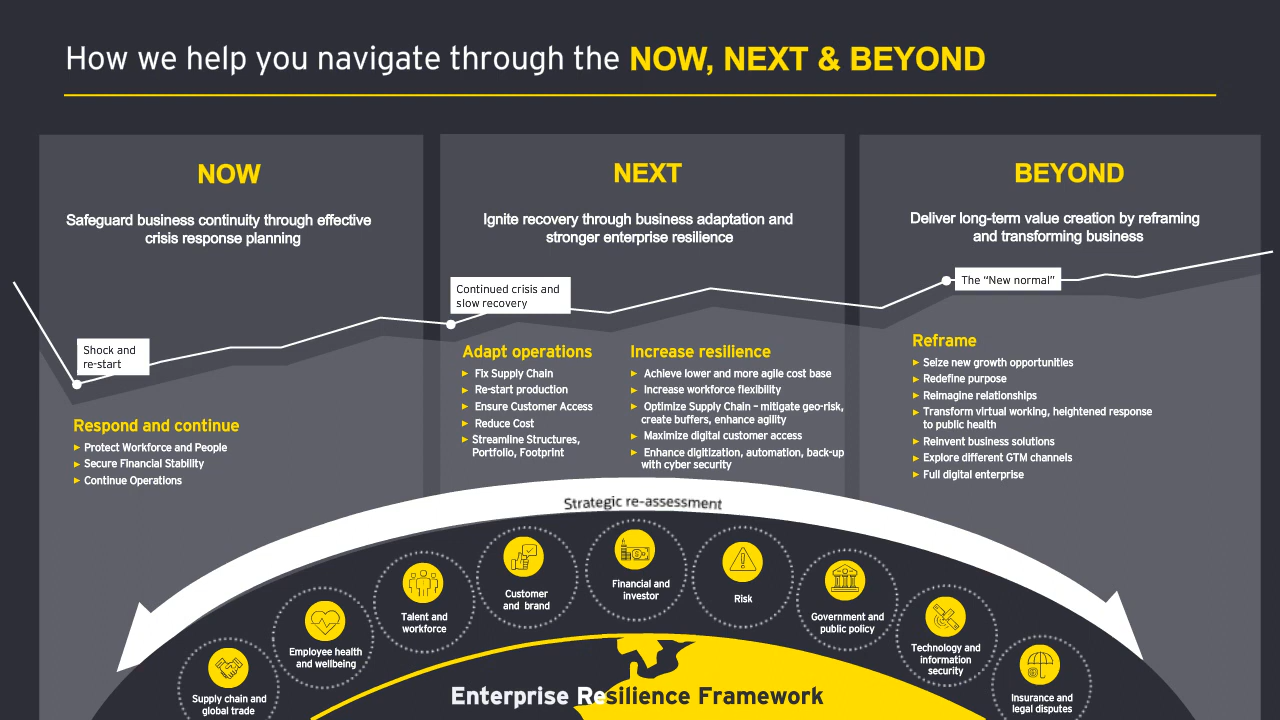 How we help you navigate through the NOW, NEXT & BEYOND
NOW
Safeguard business continuity through effective
crisis response planning
Shock and
re-start
Respond and continue
Protect Workforce and People
Secure Financial Stability
Continue Operations
NEXT
Ignite recovery through business adaptation and
stronger enterprise resilience
Continued crisis and
slow recovery
Adapt operations
Fix Supply Chain
Re-start production
Ensure Customer Access
Reduce Cost
Streamline Structures,
Portfolio, Footprint
Increase resilience
Achieve lower and more agile cost base
Increase workforce flexibility
Optimize Supply Chain – mitigate geo-risk,
create buffers, enhance agility
Maximize digital customer access
Enhance digitization, automation, back-up
with cyber security
BEYOND
Deliver long-term value creation by reframing
and transforming business
The “New normal”
Reframe
Seize new growth opportunities
Redefine purpose
Reimagine relationships
Transform virtual working, heightened response
to public health
Reinvent business solutions
Explore different GTM channels
Full digital enterprise
Strategic re-assessment
Supply chain and
global trade
Employee health
and wellbeing
Talent and
workforce
Customer
and brand
Financial and
investor
Risk
Government and
public policy
Technology and
information
security
Insurance and
legal disputes
Enterprise Resilience Framework